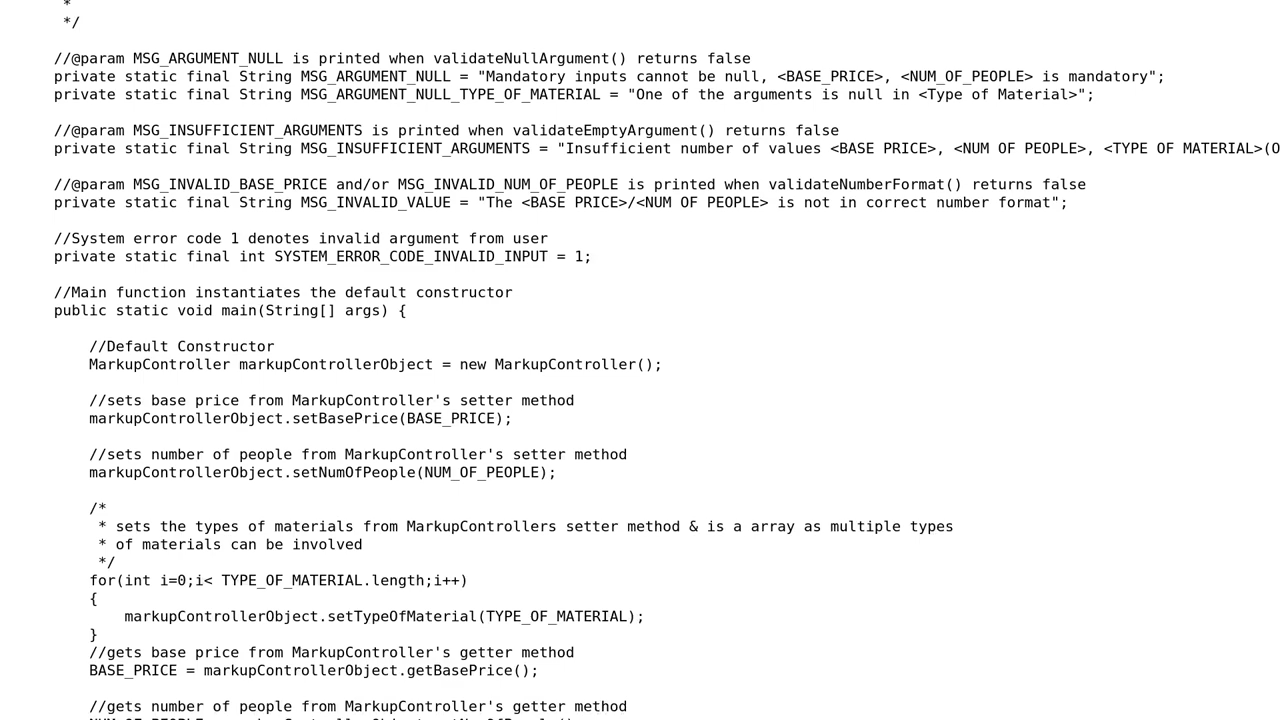 *
*/
//@param MSG_ARGUMENT_NULL is printed when validateNullArgument() returns false
private static final String MSG_ARGUMENT_NULL = "Mandatory inputs cannot be null, <BASE_PRICE>, <NUM_OF_PEOPLE> is mandatory";
private static final String MSG_ARGUMENT_NULL_TYPE_OF_MATERIAL = "One of the arguments is null in <Type of Material>";
//@param MSG_INSUFFICIENT_ARGUMENTS is printed when validateEmptyArgument() returns false
private static final String MSG_INSUFFICIENT_ARGUMENTS = "Insufficient number of values <BASE PRICE>, <NUM OF PEOPLE>, <TYPE OF MATERIAL>(O
//@param MSG_INVALID_BASE_PRICE and/or MSG_INVALID_NUM_OF_PEOPLE is printed when validateNumberFormat() returns false
private static final String MSG_INVALID_VALUE = "The <BASE PRICE>/<NUM OF PEOPLE> is not in correct number format";
//System error code 1 denotes invalid argument from user
private static final int SYSTEM_ERROR_CODE_INVALID_INPUT = 1;
//Main function instantiates the default constructor
public static void main(String[] args) {
//Default Constructor
MarkupController markupControllerObject = new MarkupController();
//sets base price from MarkupController's setter method
markupControllerObject.setBasePrice(BASE_PRICE);
//sets number of people from MarkupController's setter method
markupControllerObject.setNumOfPeople(NUM_OF_PEOPLE);
/*
* sets the types of materials from MarkupControllers setter method & is a array as multiple types
* of materials can be involved
*/
for(int i=0;i< TYPE_OF_MATERIAL.length;i++)
{
markupControllerObject.setTypeOfMaterial(TYPE_OF_MATERIAL);
}
//gets base price from MarkupController's getter method
BASE_PRICE = markupControllerObject.getBasePrice();
//gets number of people from MarkupController's getter method